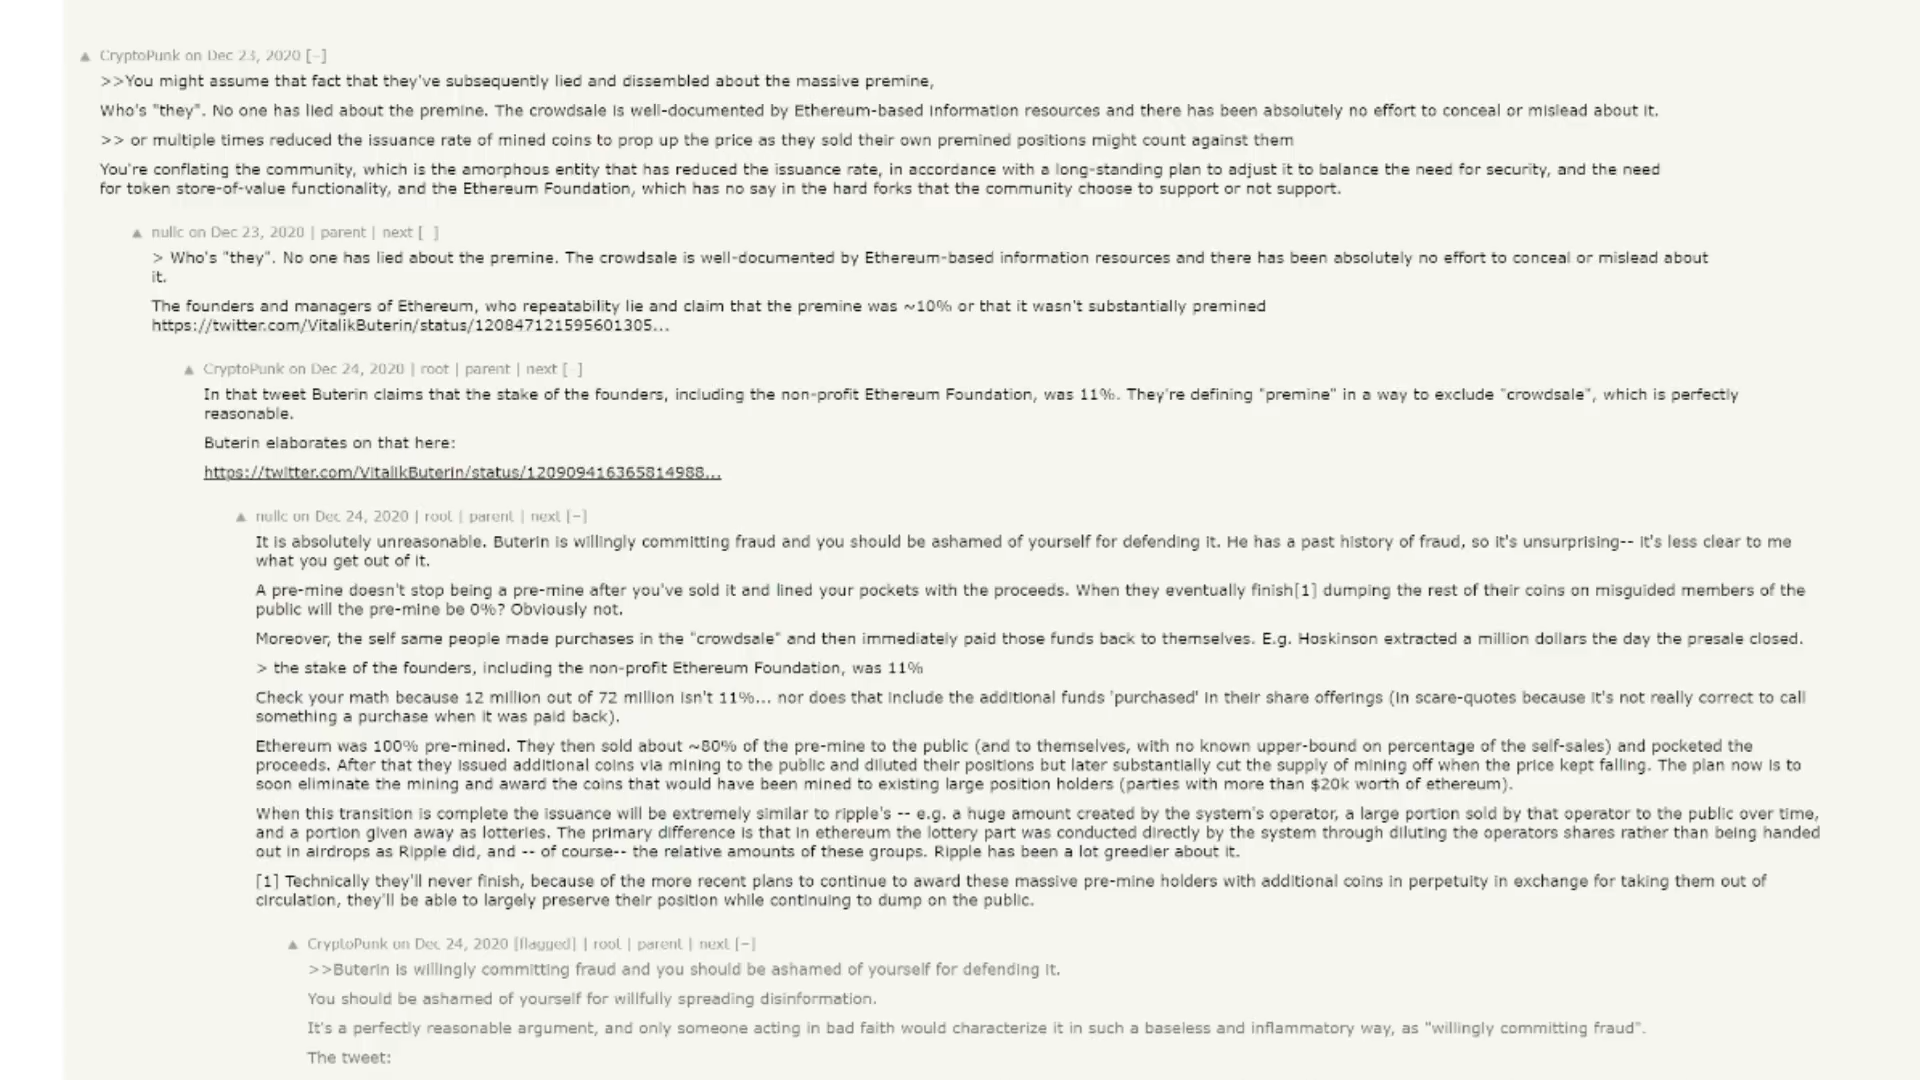 ▲ CryptoPunk on Dec 23, 2020 [–]
>>You might assume that fact that they've subsequently lied and dissembled about the massive premine,
Who's "they". No one has lied about the premine. The crowdsale is well-documented by Ethereum-based information resources and there has been absolutely no effort to conceal or mislead about it.
>> or multiple times reduced the issuance rate of mined coins to prop up the price as they sold their own premined positions might count against them
You're conflating the community, which is the amorphous entity that has reduced the issuance rate, in accordance with a long-standing plan to adjust it to balance the need for security, and the need
for token store-of-value functionality, and the Ethereum Foundation, which has no say in the hard forks that the community choose to support or not support.
▲ nullc on Dec 23, 2020 | parent | next [ ]
> Who's "they". No one has lied about the premine. The crowdsale is well-documented by Ethereum-based information resources and there has been absolutely no effort to conceal or mislead about
it.
The founders and managers of Ethereum, who repeatability lie and claim that the premine was ~10% or that it wasn't substantially premined
https://twitter.com/VitalikButerin/status/120847121595601305...
▲ CryptoPunk on Dec 24, 2020 | root | parent | next [ ]
In that tweet Buterin claims that the stake of the founders, including the non-profit Ethereum Foundation, was 11%. They're defining "premine" in a way to exclude "crowdsale", which is perfectly
reasonable.
Buterin elaborates on that here:
https://twitter.com/VitalikButerin/status/120909416365814988...
▲ nullc on Dec 24, 2020 | root | parent | next [–]
It is absolutely unreasonable. Buterin is willingly committing fraud and you should be ashamed of yourself for defending it. He has a past history of fraud, so it's unsurprising-- it's less clear to me
what you get out of it.
A pre-mine doesn't stop being a pre-mine after you've sold it and lined your pockets with the proceeds. When they eventually finish[1] dumping the rest of their coins on misguided members of the
public will the pre-mine be 0%? Obviously not.
Moreover, the self same people made purchases in the "crowdsale" and then immediately paid those funds back to themselves. E.g. Hoskinson extracted a million dollars the day the presale closed.
> the stake of the founders, including the non-profit Ethereum Foundation, was 11%
Check your math because 12 million out of 72 million isn't 11%... nor does that include the additional funds 'purchased' in their share offerings (in scare-quotes because it's not really correct to call
something a purchase when it was paid back).
Ethereum was 100% pre-mined. They then sold about ~80% of the pre-mine to the public (and to themselves, with no known upper-bound on percentage of the self-sales) and pocketed the
proceeds. After that they issued additional coins via mining to the public and diluted their positions but later substantially cut the supply of mining off when the price kept falling. The plan now is to
soon eliminate the mining and award the coins that would have been mined to existing large position holders (parties with more than $20k worth of ethereum).
When this transition is complete the issuance will be extremely similar to ripple's -- e.g. a huge amount created by the system's operator, a large portion sold by that operator to the public over time,
and a portion given away as lotteries. The primary difference is that in ethereum the lottery part was conducted directly by the system through diluting the operators shares rather than being handed
out in airdrops as Ripple did, and -- of course-- the relative amounts of these groups. Ripple has been a lot greedier about it.
[1] Technically they'll never finish, because of the more recent plans to continue to award these massive pre-mine holders with additional coins in perpetuity in exchange for taking them out of
circulation, they'll be able to largely preserve their position while continuing to dump on the public.
▲ CryptoPunk on Dec 24, 2020 [flagged] | root | parent | next [–]
>>Buterin is willingly committing fraud and you should be ashamed of yourself for defending it.
You should be ashamed of yourself for willfully spreading disinformation.
It's a perfectly reasonable argument, and only someone acting in bad faith would characterize it in such a baseless and inflammatory way, as "willingly committing fraud".
The tweet: